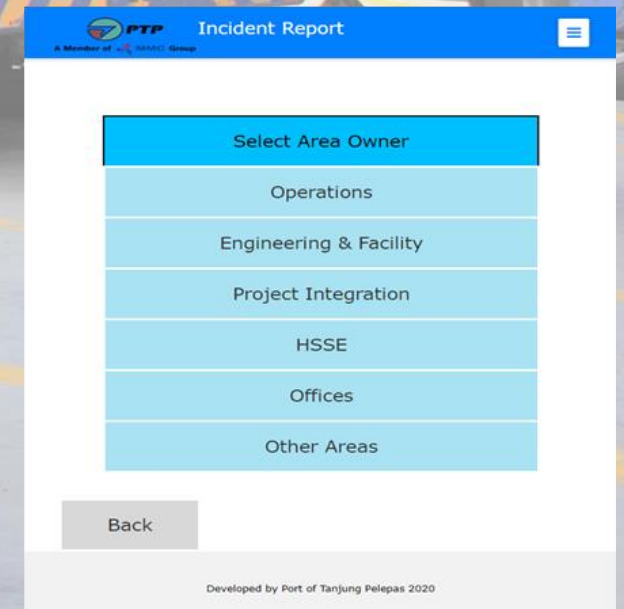 PTP
Incident Report
A Member of MMC Group
Select Area Owner
Operations
Engineering & Facility
Project Integration
HSSE
Offices
Other Areas
Back
Developed by Port of Tanjung Pelepas 2020